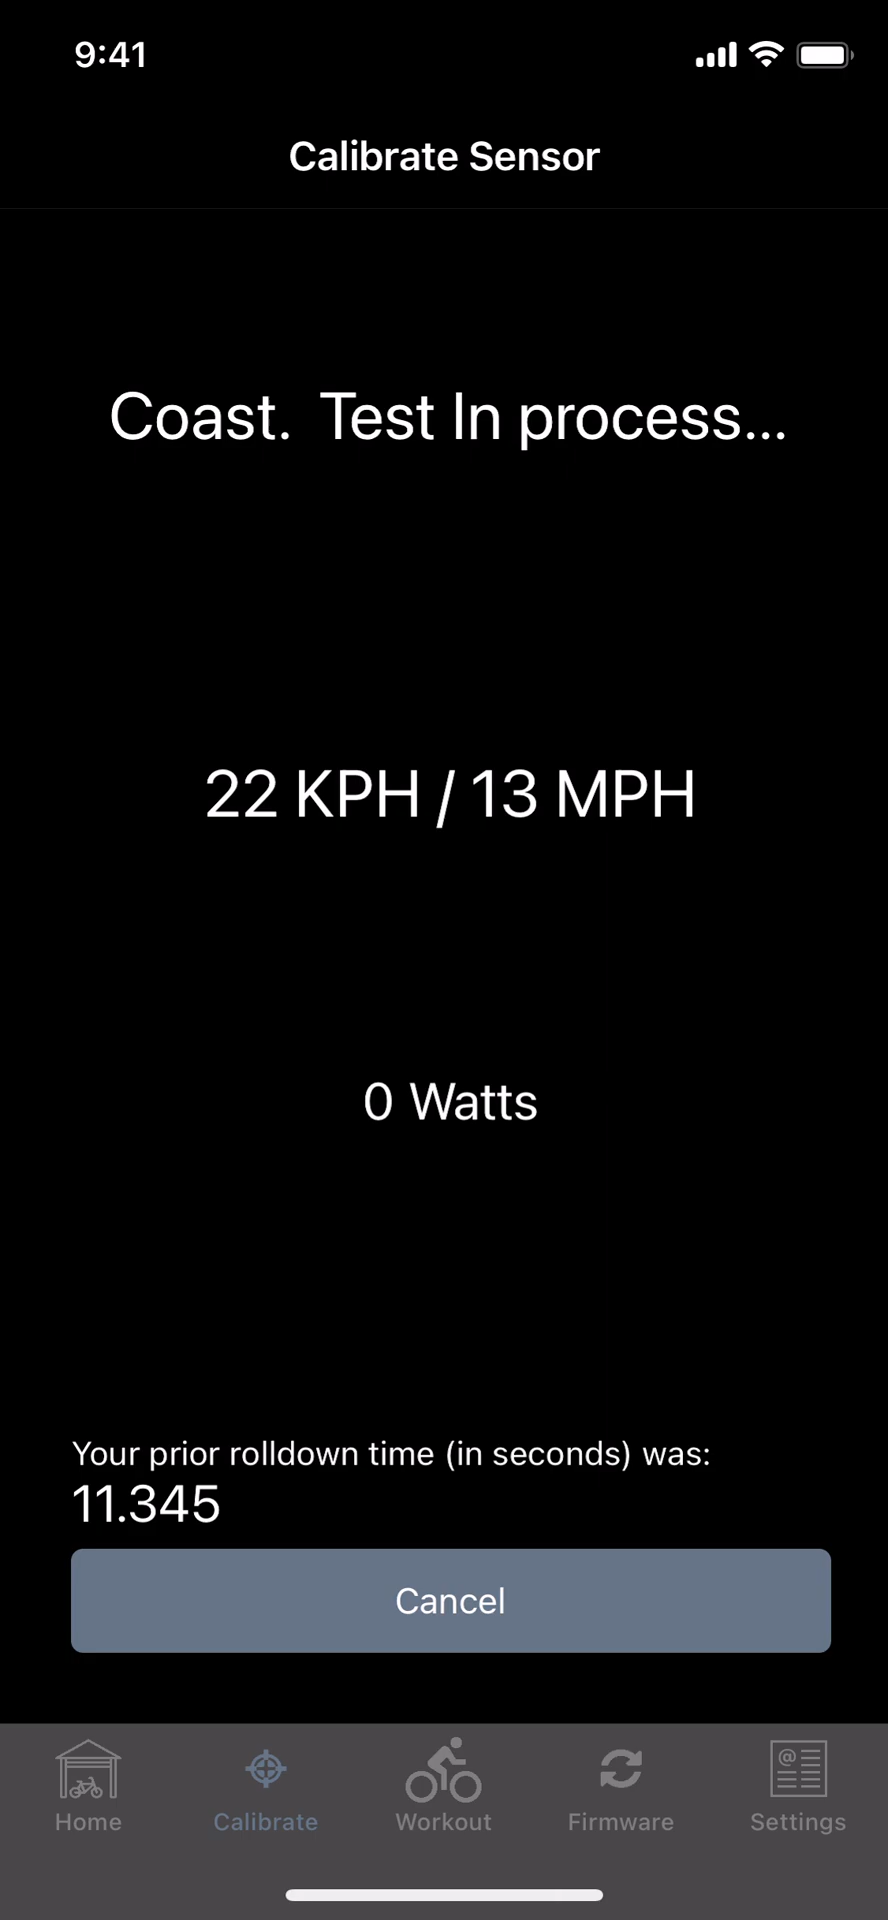 9:41
Calibrate Sensor
Coast.  Test In process...
22 KPH / 13 MPH
0 Watts
Your prior rolldown time (in seconds) was:
11.345
Cancel
Home Calibrate Workout Firmware Settings